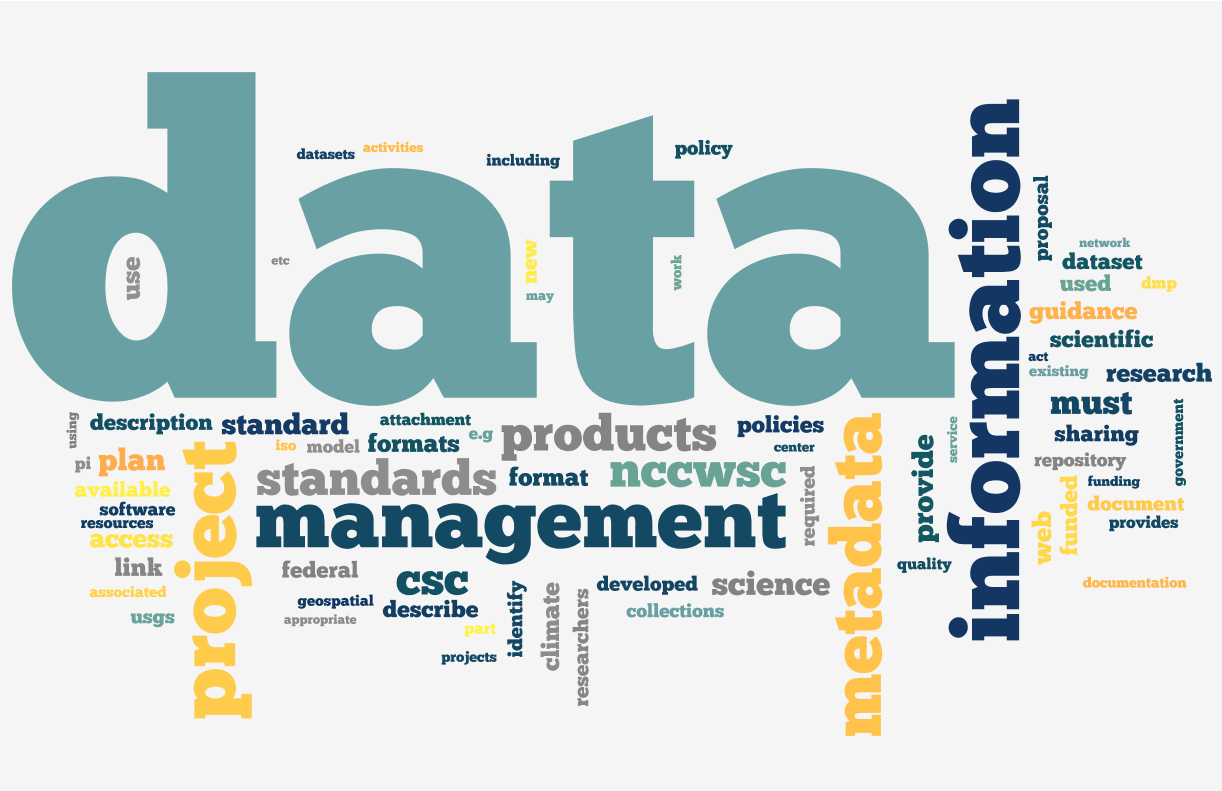 data
datasets
activities
including
policy
use
etc
new
may
work
information
proposal
network
dataset
used
dmp
guidance
scientific
act
existing
research
must
sharing
government
repository
funding
web
funded
document
provides
documentation
using
description
standard
attachment
e.g
products
policies
center
metadata
service
provide
iso
model
formats
pi
plan
project
standards
format
nccwsc
required
available
software
resources
access
management
link
associated
usgs
federal
geospatial
appropriate
csc
describe
part
projects
identify
climate
researchers
developed
science
collections
quality